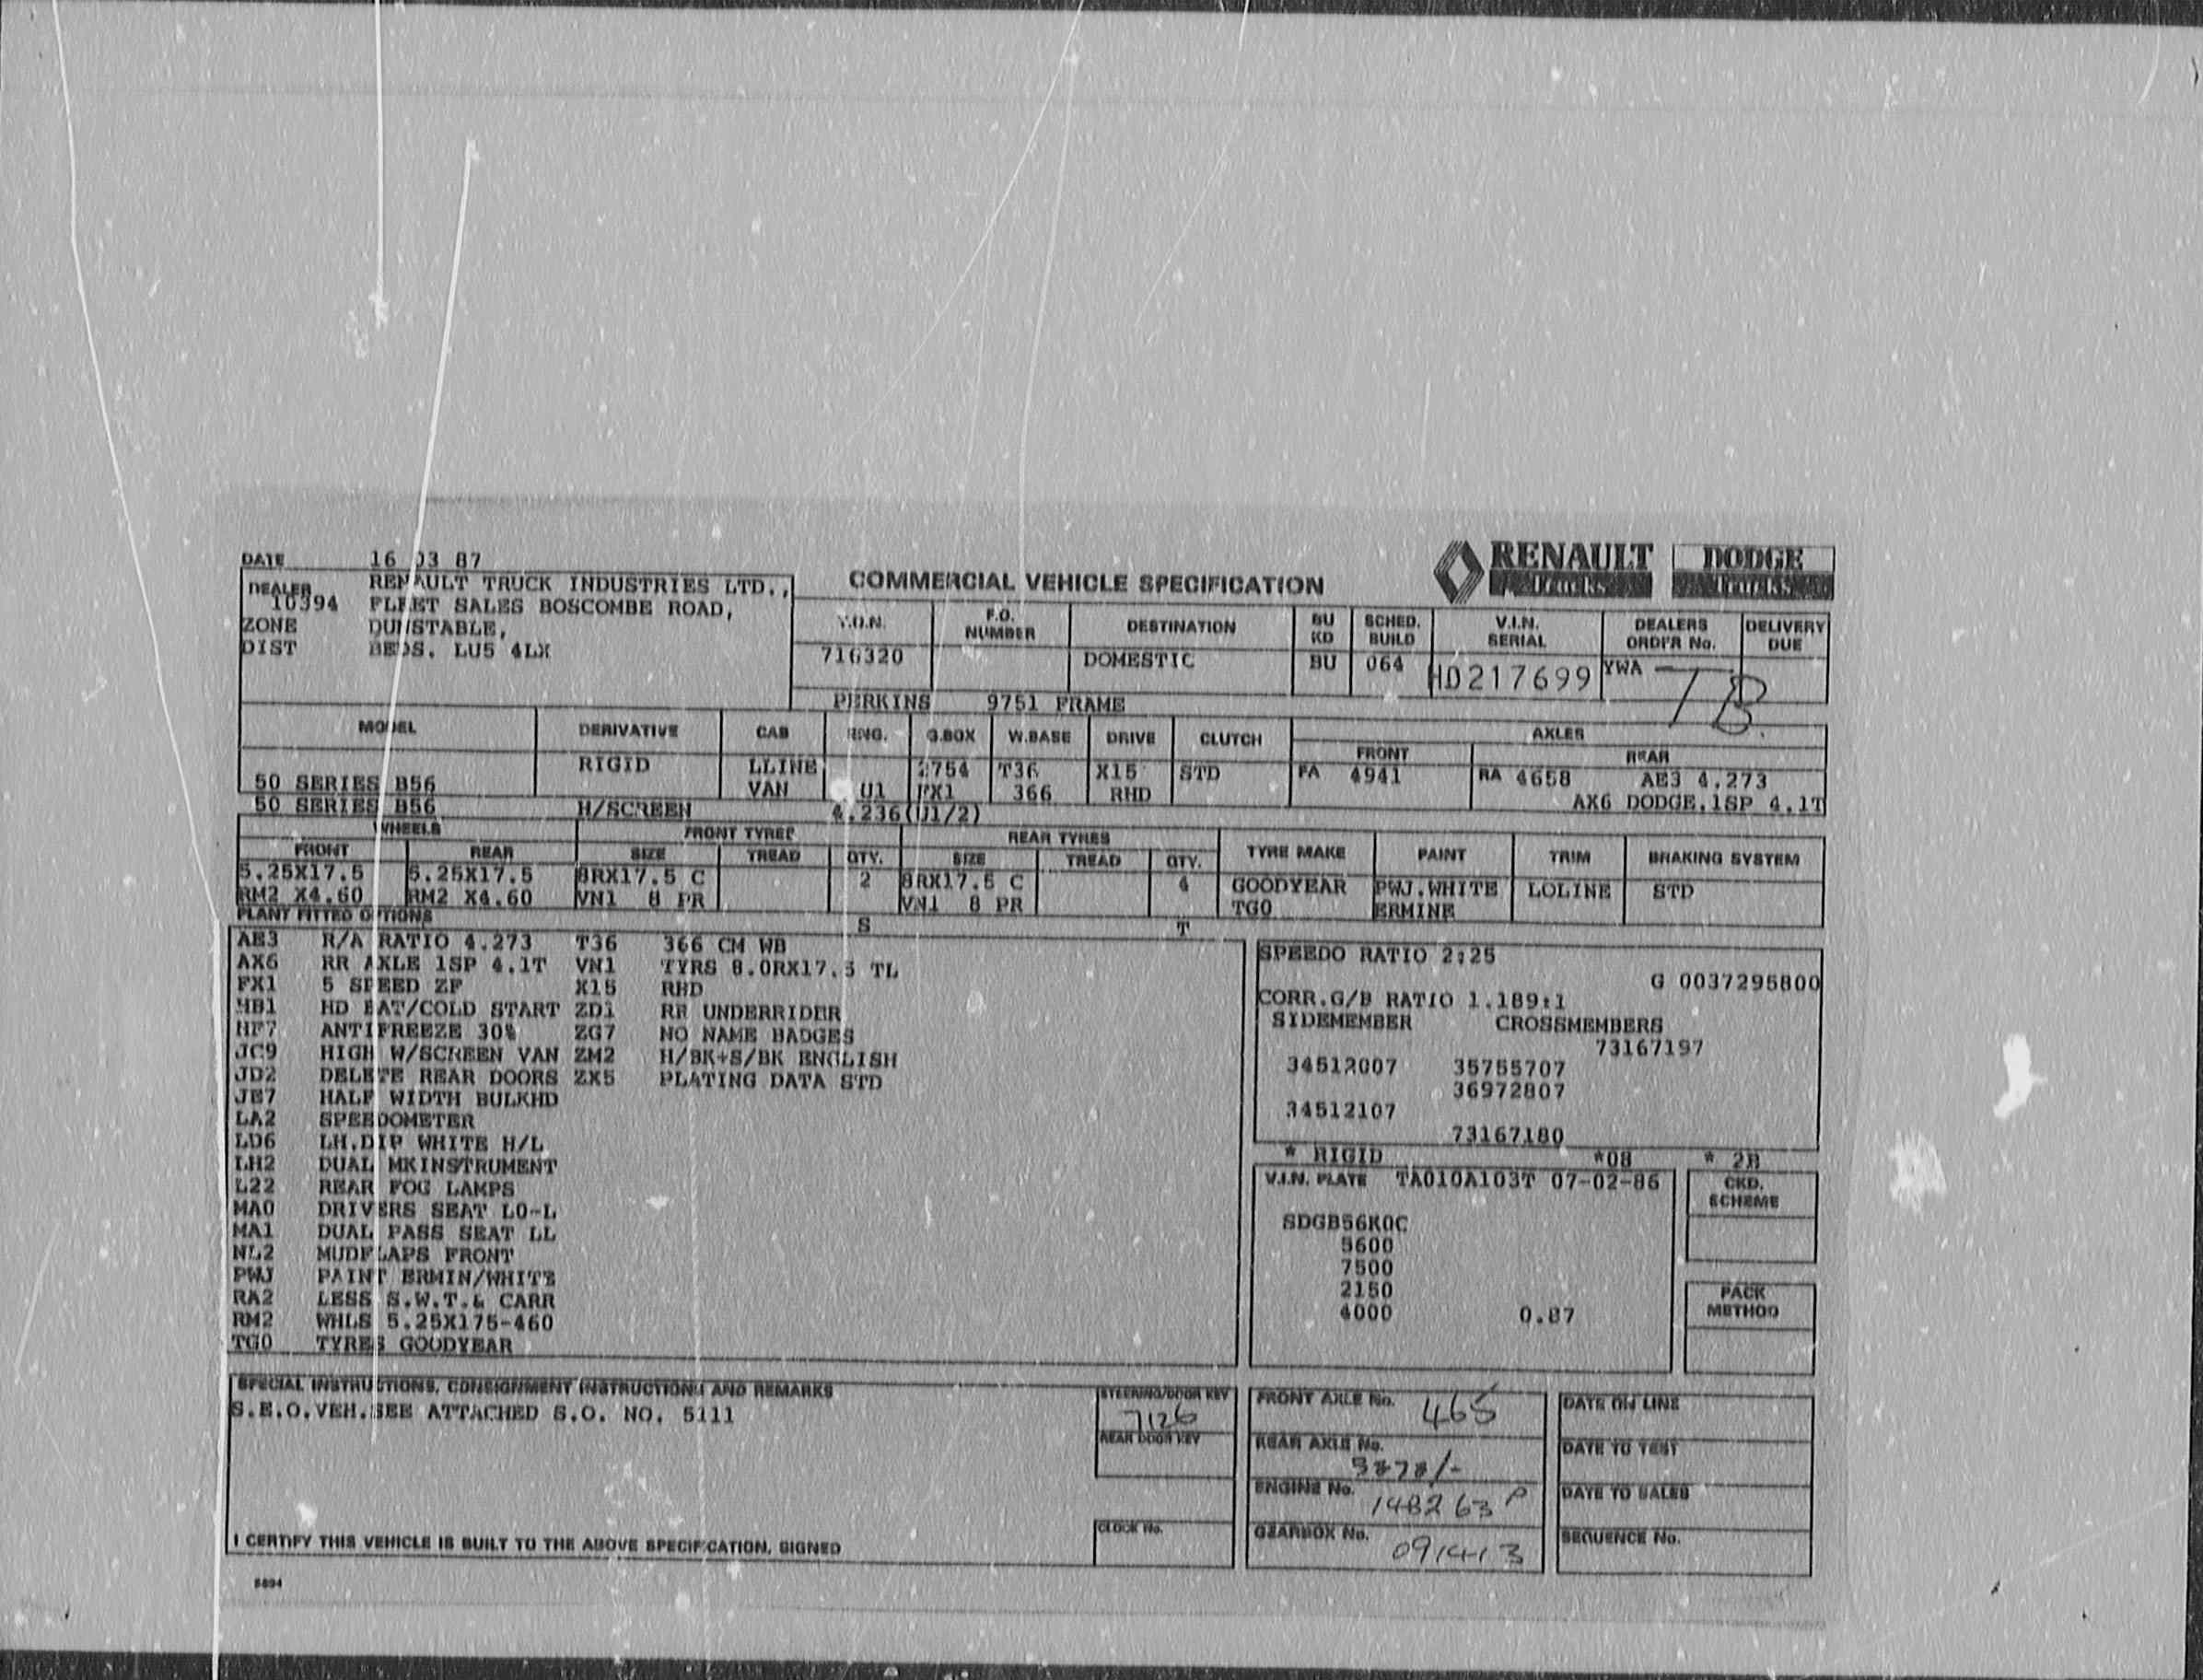 DATE 16 03 87
DEALER RENAULT TRUCK INDUSTRIES LTD.,
10394 FLEET SALES BOSCOMBE ROAD,
ZONE DUNSTABLE,
DIST BEDS. LU5 4LX
COMMERCIAL VEHICLE SPECIFICATION
RENAULT DODGE
Y.O.N. F.O. NUMBER DESTINATION BU KD SCHED. BUILD V.I.N. SERIAL DEALERS ORDER No. DELIVERY DUE
716320 DOMESTIC BU 064 HD217699 YWA TB
PERKINS 9751 FRAME
MODEL DERIVATIVE CAB ENG. G.BOX W.BASE DRIVE CLUTCH AXLES
FRONT REAR
RIGID LLINE 2754 T36 X15 STD FA 4941 RA 4658 AE3 4.273
50 SERIES B56 VAN U1 FX1 366 RHD AX6 DODGE.1SP 4.1T
50 SERIES B56 H/SCREEN 4.236(U1/2)
WHEELS FRONT TYRES REAR TYRES
FRONT REAR SIZE TREAD QTY. SIZE TREAD QTY. TYRE MAKE PAINT TRIM BRAKING SYSTEM
5.25X17.5 5.25X17.5 8RX17.5 C 2 8RX17.5 C 4 GOODYEAR PWJ.WHITE LOLINE STD
RM2 X4.60 RM2 X4.60 VN1 8 PR VN1 8 PR TG0 ERMINE
PLANT FITTED OPTIONS S T
AE3 R/A RATIO 4.273 T36 366 CM WB
AX6 RR AXLE 1SP 4.1T VN1 TYRS 8.0RX17.5 TL
FX1 5 SPEED ZF X15 RHD
HB1 HD BAT/COLD START ZD1 RR UNDERRIDER
HF7 ANTIFREEZE 30% ZG7 NO NAME BADGES
JC9 HIGH W/SCREEN VAN ZM2 H/BK+S/BK ENGLISH
JD2 DELETE REAR DOORS ZX5 PLATING DATA STD
JE7 HALF WIDTH BULKHD
LA2 SPEEDOMETER
LD6 LH.DIP WHITE H/L
LH2 DUAL MKINSTRUMENT
L22 REAR FOG LAMPS
MA0 DRIVERS SEAT LO-L
MA1 DUAL PASS SEAT LL
NL2 MUDFLAPS FRONT
PWJ PAINT ERMIN/WHITE
RA2 LESS S.W.T.& CARR
RM2 WHLS 5.25X175-460
TG0 TYRES GOODYEAR
SPEEDO RATIO 2:25
G 0037295800
CORR.G/B RATIO 1.189:1
SIDEMEMBER CROSSMEMBERS
73167197
34512007 35755707
36972807
34512107
73167180
* RIGID *08 * 2B
V.I.N. PLATE TA010A103T 07-02-86
SDGB56K0C
5600
7500
2150
4000 0.87
CKD. SCHEME
PACK METHOD
SPECIAL INSTRUCTIONS, CONSIGNMENT INSTRUCTIONS AND REMARKS
S.E.O.VEH.SEE ATTACHED S.O. NO. 5111
I CERTIFY THIS VEHICLE IS BUILT TO THE ABOVE SPECIFICATION, SIGNED
STEERING/DOOR KEY
7126
REAR DOOR KEY
CLOCK No.
FRONT AXLE No. 465
REAR AXLE No.
ENGINE No. 148263 P
GEARBOX No. 091413
DATE ON LINE
DATE TO TEST
DATE TO SALES
SEQUENCE No.